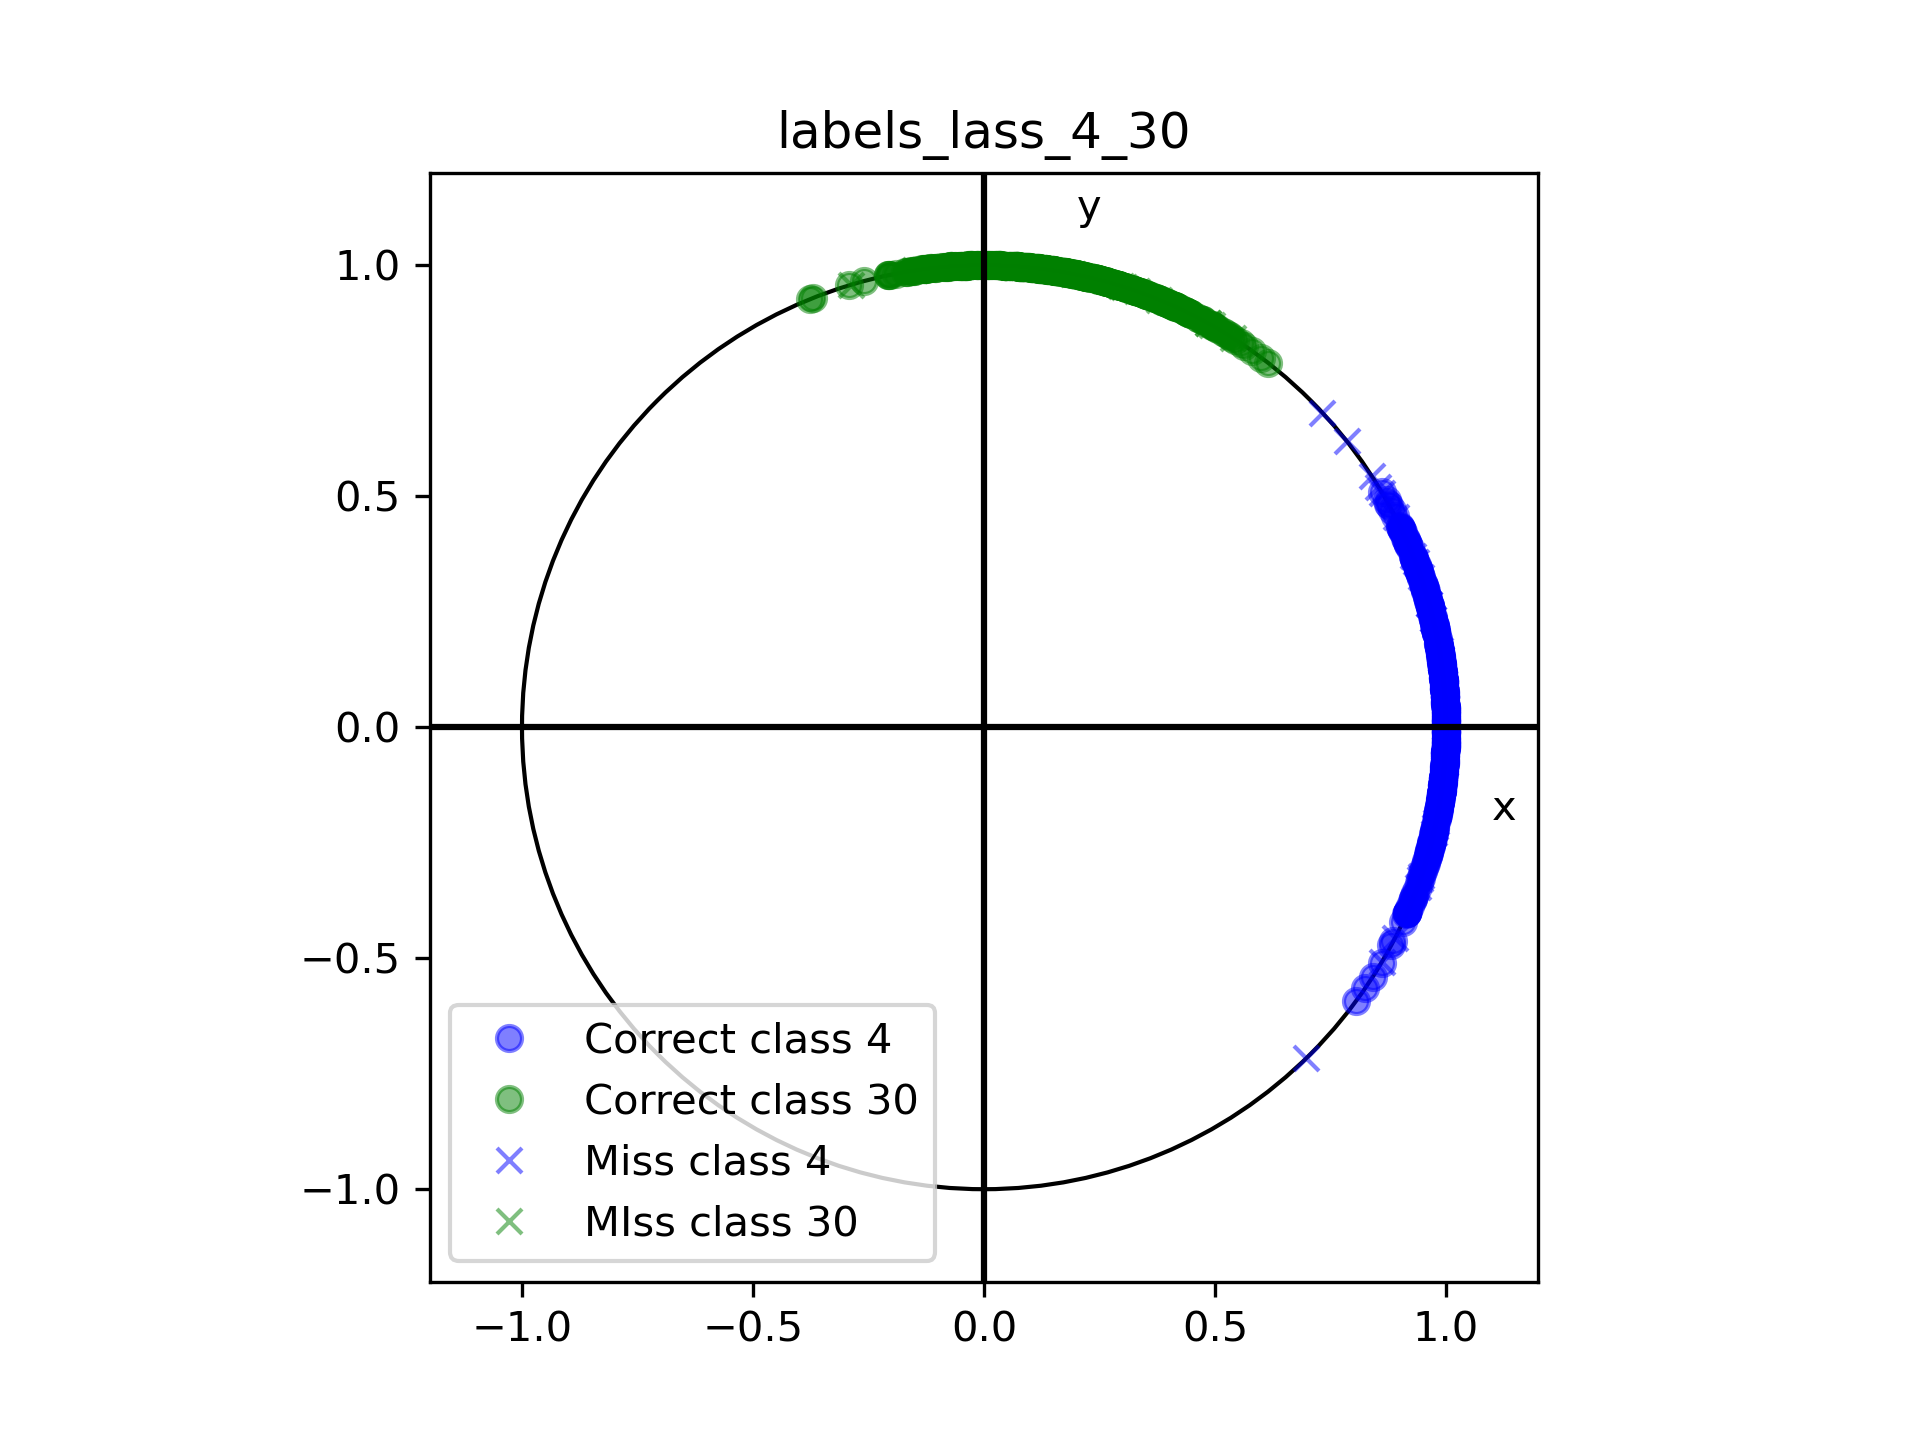 labels_lass_4_30
y
1.0
0.5
0.0
x
−0.5
−1.0
Correct class 4
Correct class 30
Miss class 4
MIss class 30
−1.0 −0.5 0.0 0.5 1.0